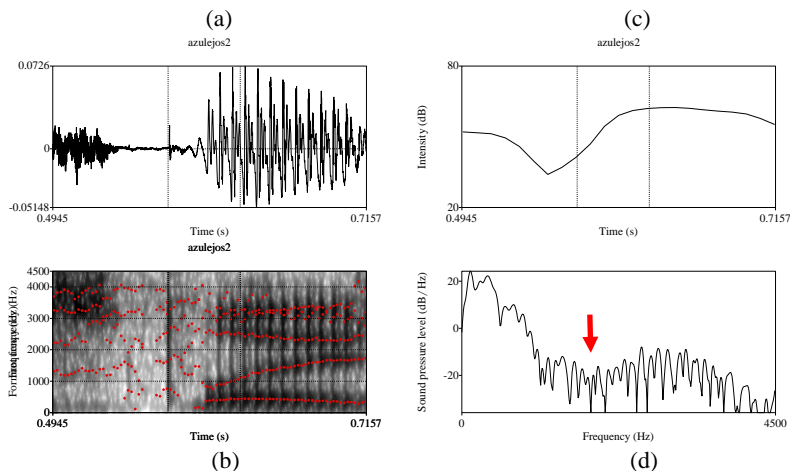 (a)
azulejos2
0.0726
0
-0.05148
0.4945
0.7157
Time (s)
(c)
azulejos2
80
Intensity (dB)
20
0.4945
0.7157
Time (s)
azulejos2
4500
4000
3000
2000
1000
0
0.4945
0.7157
Time (s)
(b)
24
0
-20
Sound pressure level (dB/Hz)
0
4500
Frequency (Hz)
(d)